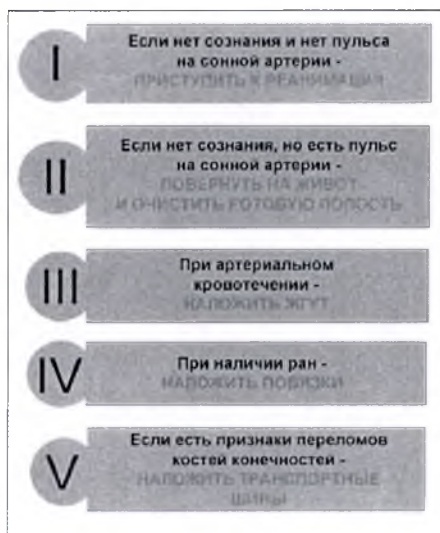 I
Если нет сознания и нет пульса
на сонной артерии -
ПРИСТУПИТЬ К РЕАНИМАЦИИ
II
Если нет сознания, но есть пульс
на сонной артерии -
ПОВЕРНУТЬ НА ЖИВОТ
И ОЧИСТИТЬ РОТОВУЮ ПОЛОСТЬ
III
При артериальном
кровотечении -
НАЛОЖИТЬ ЖГУТ
IV
При наличии ран -
НАЛОЖИТЬ ПОВЯЗКИ
V
Если есть признаки переломов
костей конечностей -
НАЛОЖИТЬ ТРАНСПОРТНЫЕ
ШИНЫ